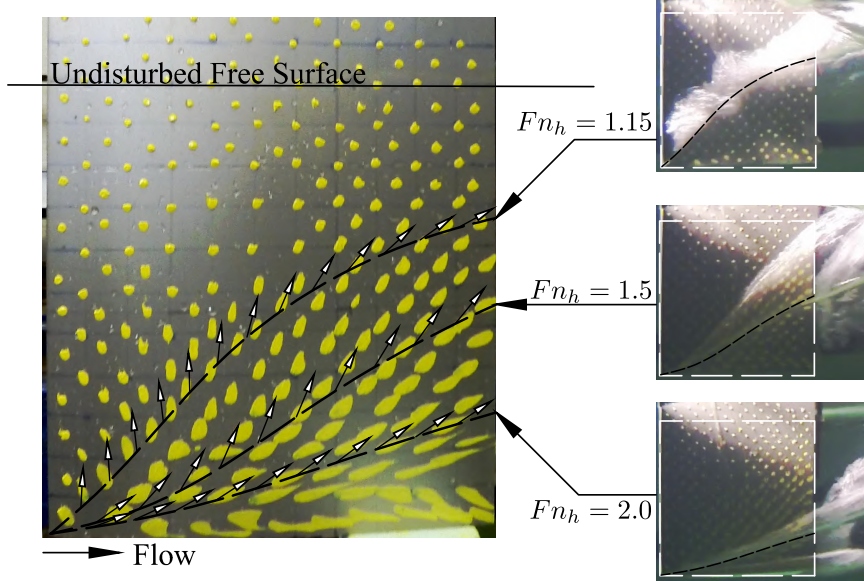 Undisturbed Free Surface
Fn_h = 1.15
Fn_h = 1.5
Fn_h = 2.0
Flow